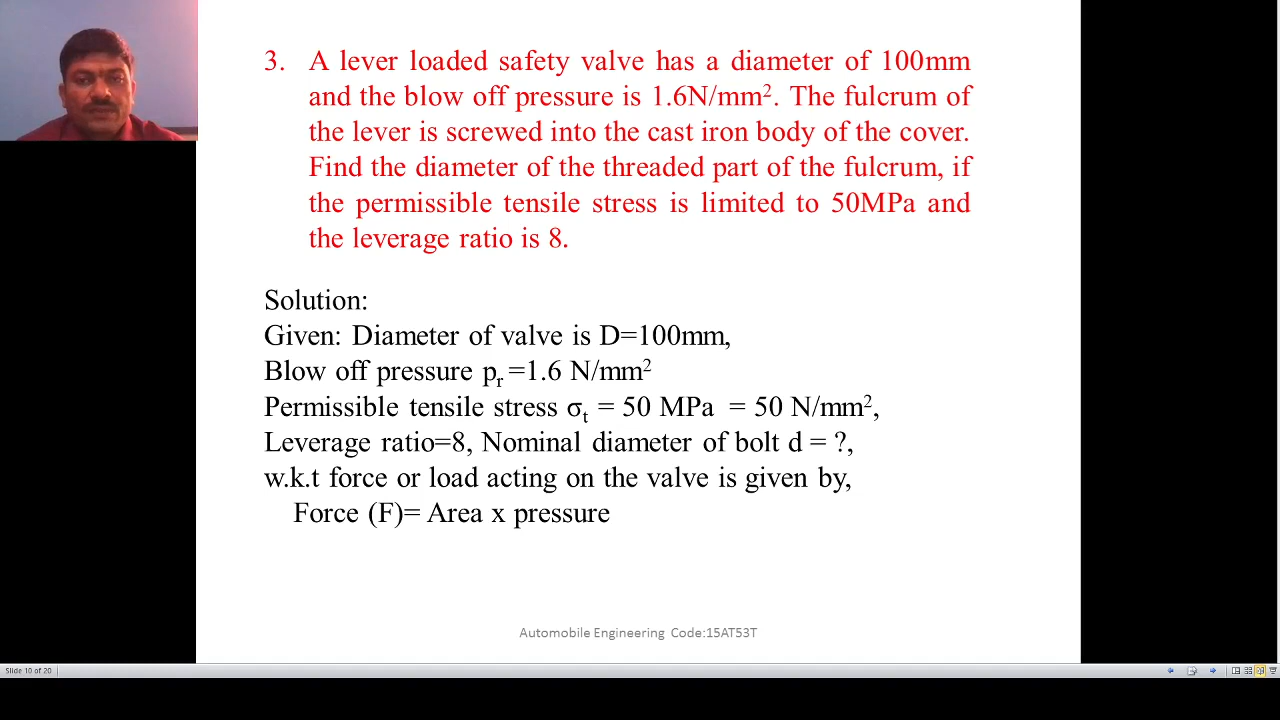 3. A lever loaded safety valve has a diameter of 100mm
and the blow off pressure is 1.6N/mm². The fulcrum of
the lever is screwed into the cast iron body of the cover.
Find the diameter of the threaded part of the fulcrum, if
the permissible tensile stress is limited to 50MPa and
the leverage ratio is 8.
Solution:
Given: Diameter of valve is D=100mm,
Blow off pressure pᵣ =1.6 N/mm²
Permissible tensile stress σₜ = 50 MPa = 50 N/mm²,
Leverage ratio=8, Nominal diameter of bolt d = ?,
w.k.t force or load acting on the valve is given by,
Force (F)= Area x pressure
Automobile Engineering Code:15AT53T
Slide 10 of 20